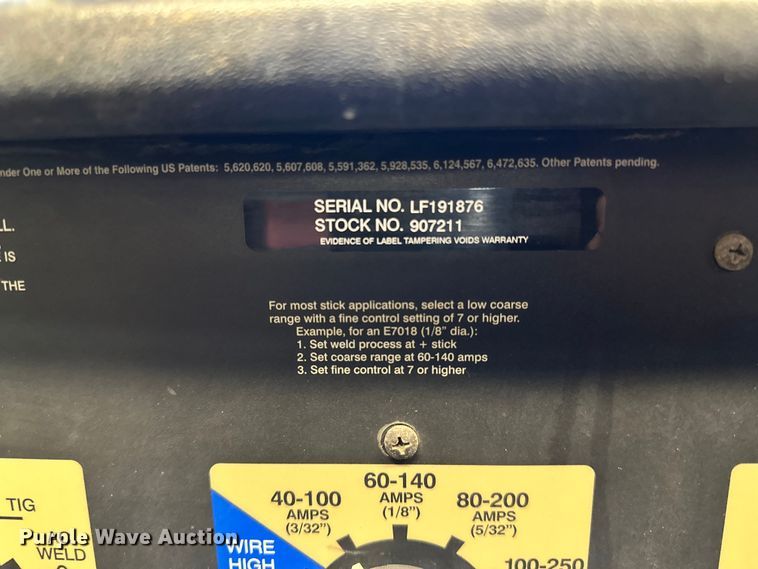 nder One or More of the Following US Patents: 5,620,620, 5,607,608, 5,591,362, 5,928,535, 6,124,567, 6,472,635. Other Patents pending.
SERIAL NO. LF191876
STOCK NO. 907211
EVIDENCE OF LABEL TAMPERING VOIDS WARRANTY
LL.
IS
THE
For most stick applications, select a low coarse
range with a fine control setting of 7 or higher.
Example, for an E7018 (1/8" dia.):
1. Set weld process at + stick
2. Set coarse range at 60-140 amps
3. Set fine control at 7 or higher
TIG
WELD
40-100
AMPS
(3/32")
60-140
AMPS
(1/8")
80-200
AMPS
(5/32")
100-250
WIRE
HIGH
Purple Wave Auction